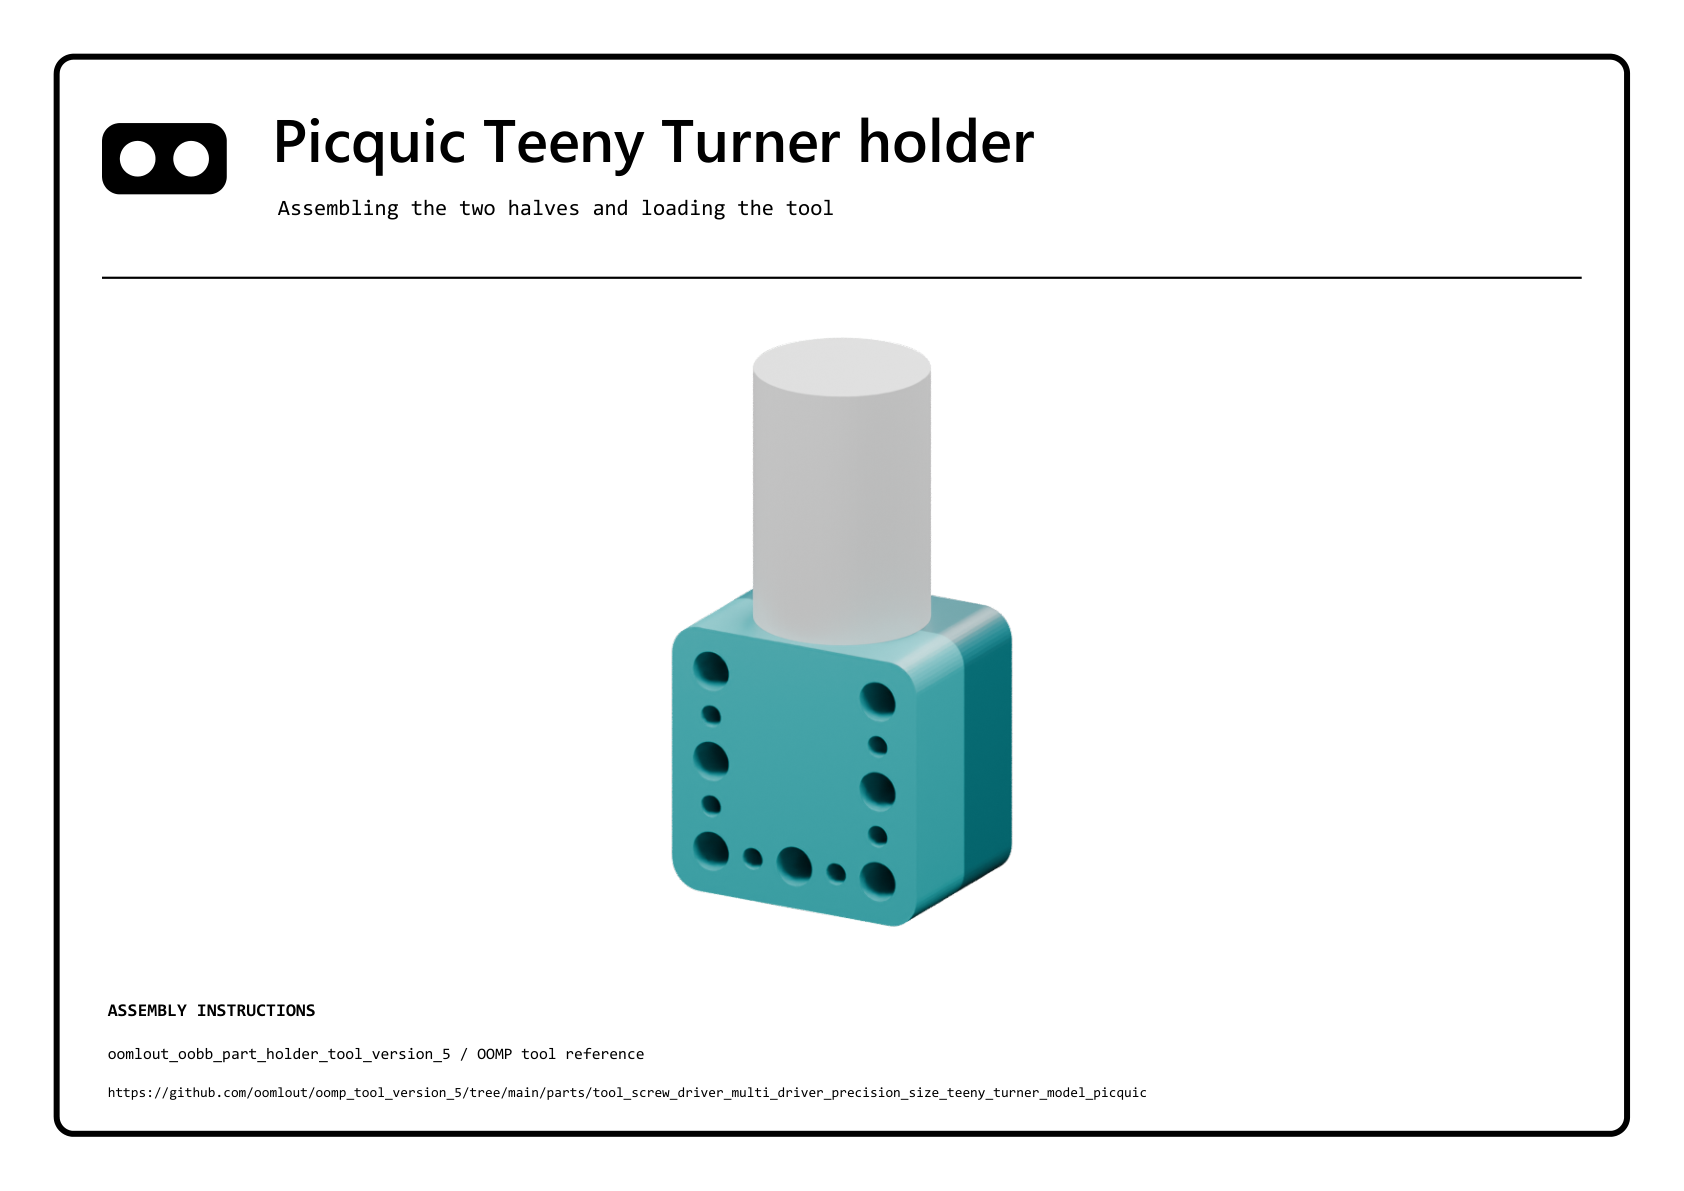 Picquic Teeny Turner holder
Assembling the two halves and loading the tool
ASSEMBLY INSTRUCTIONS
oomlout_oobb_part_holder_tool_version_5 / OOMP tool reference
https://github.com/oomlout/oomp_tool_version_5/tree/main/parts/tool_screw_driver_multi_driver_precision_size_teeny_turner_model_picquic